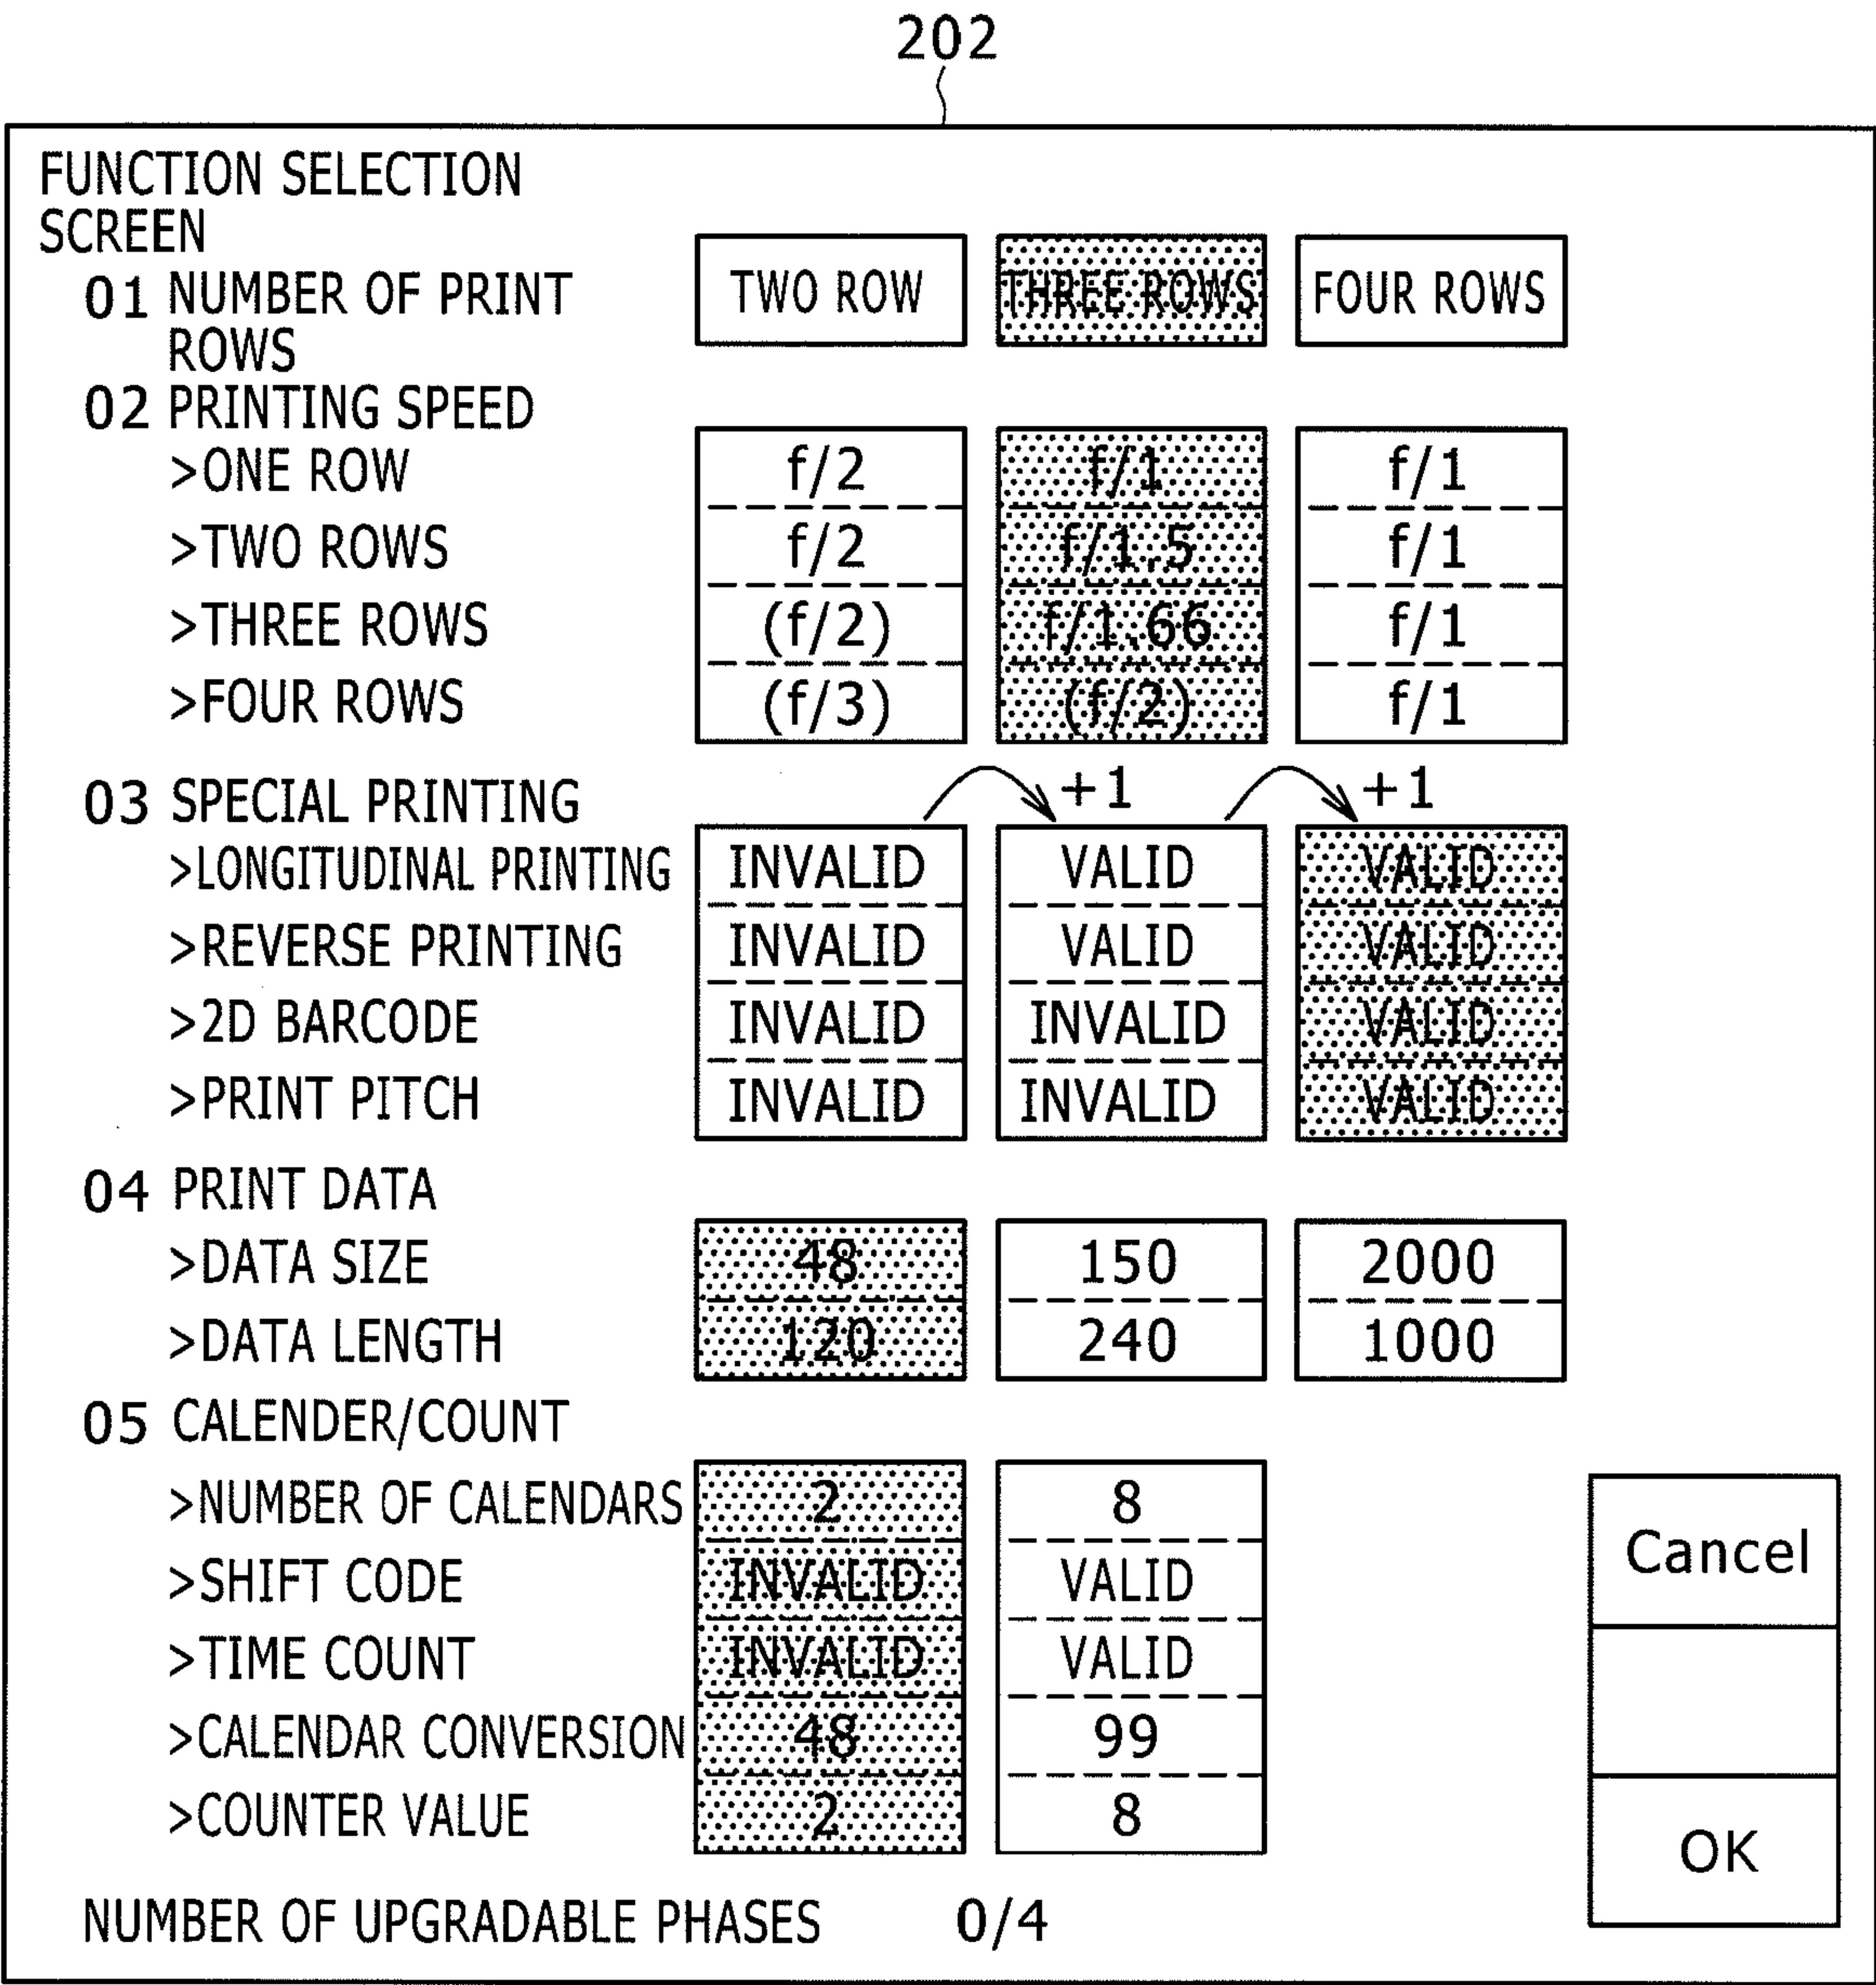 202
FUNCTION SELECTION
SCREEN
01 NUMBER OF PRINT
ROWS
TWO ROW THREE ROWS FOUR ROWS
02 PRINTING SPEED
>ONE ROW f/2 f/1 f/1
>TWO ROWS f/2 f/1.5 f/1
>THREE ROWS (f/2) f/1.66 f/1
>FOUR ROWS (f/3) (f/2) f/1
03 SPECIAL PRINTING +1 +1
>LONGITUDINAL PRINTING INVALID VALID VALID
>REVERSE PRINTING INVALID VALID VALID
>2D BARCODE INVALID INVALID VALID
>PRINT PITCH INVALID INVALID VALID
04 PRINT DATA
>DATA SIZE 48 150 2000
>DATA LENGTH 120 240 1000
05 CALENDER/COUNT
>NUMBER OF CALENDARS 2 8
>SHIFT CODE INVALID VALID
>TIME COUNT INVALID VALID
>CALENDAR CONVERSION 48 99
>COUNTER VALUE 2 8
Cancel
OK
NUMBER OF UPGRADABLE PHASES 0/4